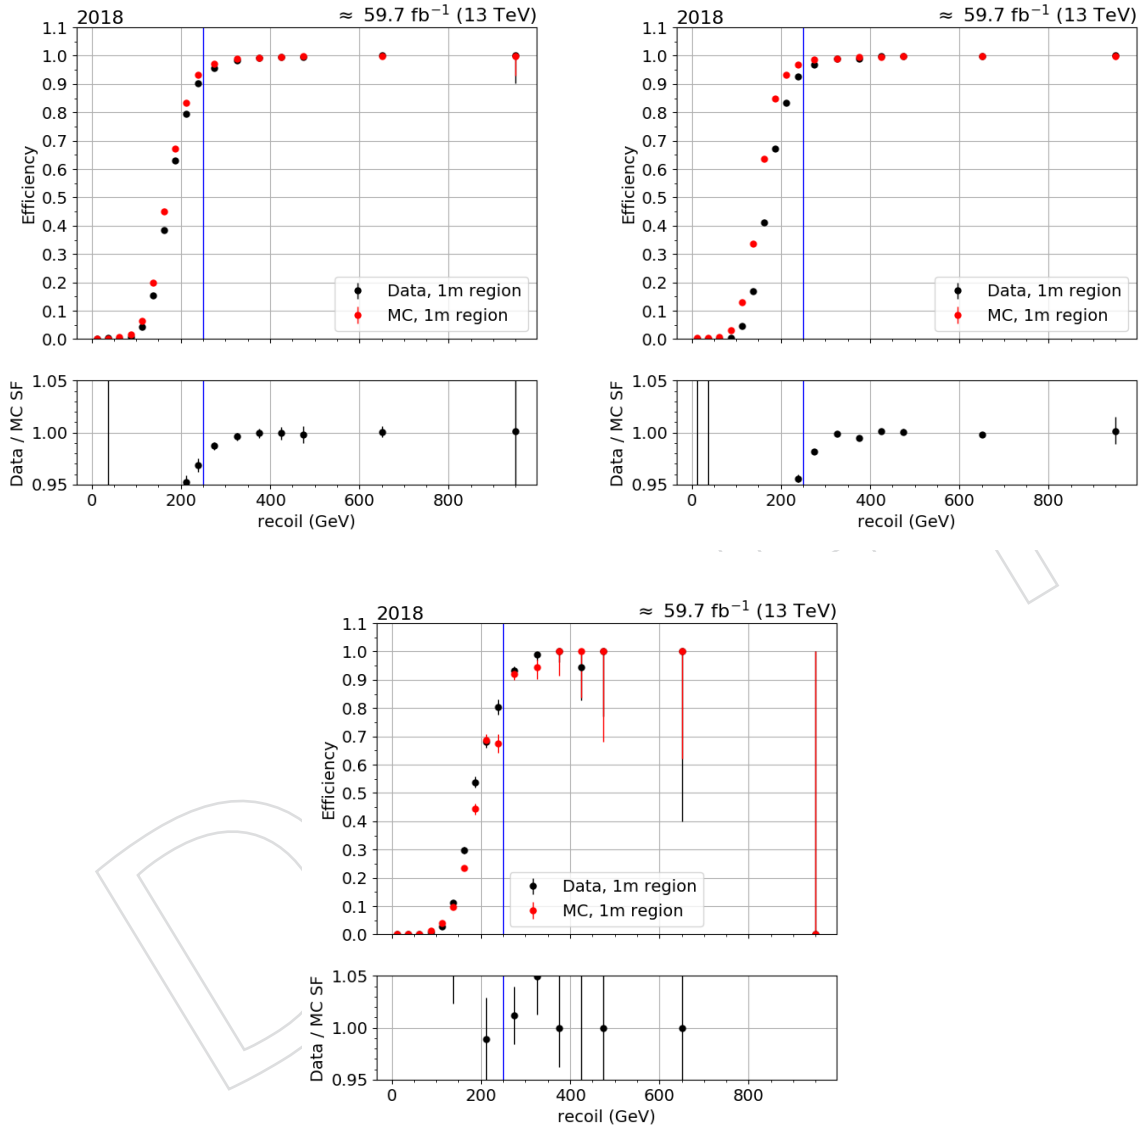 2018 ≈ 59.7 fb⁻¹ (13 TeV)
1.1
1.0
0.9
0.8
0.7
0.6
0.5
0.4
0.3
0.2
0.1
0.0
Efficiency
Data, 1m region
MC, 1m region
1.05
1.00
0.95
Data / MC SF
0 200 400 600 800
recoil (GeV)
2018 ≈ 59.7 fb⁻¹ (13 TeV)
1.1
1.0
0.9
0.8
0.7
0.6
0.5
0.4
0.3
0.2
0.1
0.0
Efficiency
Data, 1m region
MC, 1m region
1.05
1.00
0.95
Data / MC SF
0 200 400 600 800
recoil (GeV)
2018 ≈ 59.7 fb⁻¹ (13 TeV)
1.1
1.0
0.9
0.8
0.7
0.6
0.5
0.4
0.3
0.2
0.1
0.0
Efficiency
Data, 1m region
MC, 1m region
1.05
1.00
0.95
Data / MC SF
0 200 400 600 800
recoil (GeV)